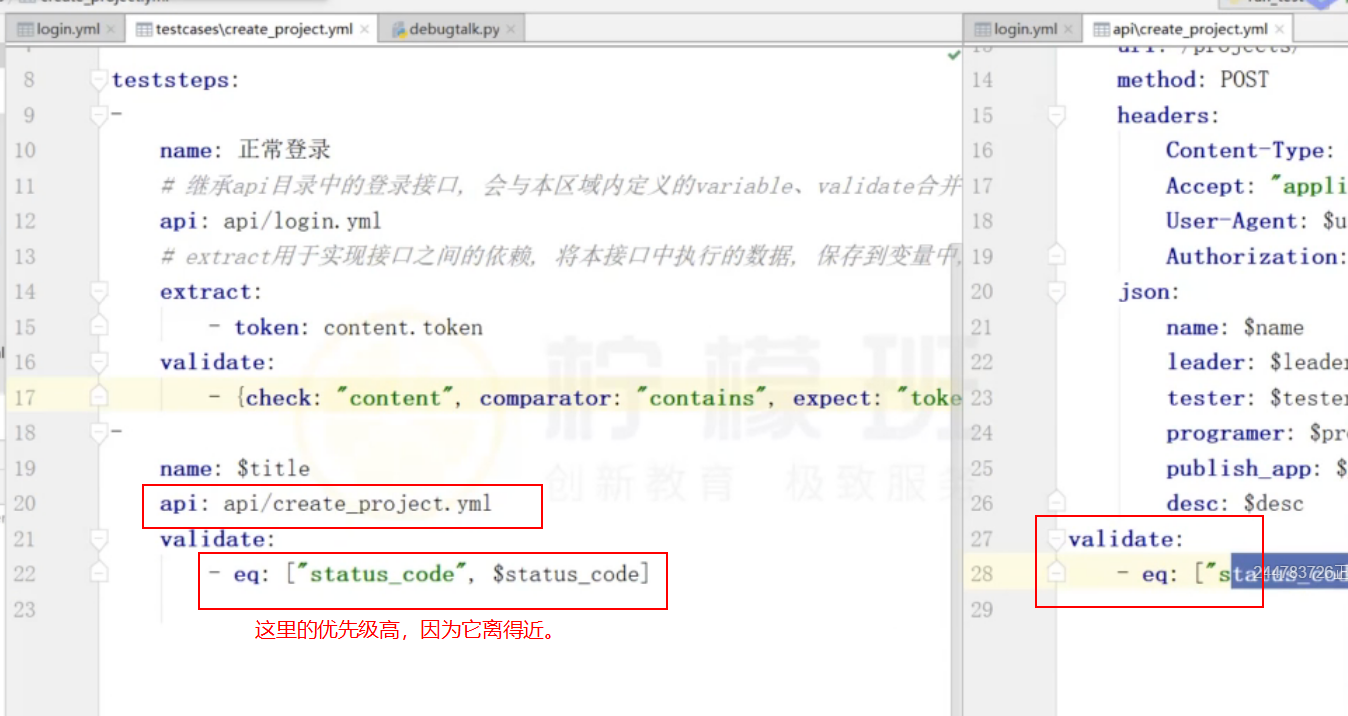 login.yml
testcases\create_project.yml
debugtalk.py
8 teststeps:
9 -
10 name: 正常登录
11 # 继承api目录中的登录接口, 会与本区域内定义的variable、validate合并
12 api: api/login.yml
13 # extract用于实现接口之间的依赖, 将本接口中执行的数据, 保存到变量中,
14 extract:
15 - token: content.token
16 validate:
17 - {check: "content", comparator: "contains", expect: "toke
18 -
19 name: $title
20 api: api/create_project.yml
21 validate:
22 - eq: ["status_code", $status_code]
23
这里的优先级高，因为它离得近。
柠檬班
创新教育 极致服务
login.yml
api\create_project.yml
14 method: POST
15 headers:
16 Content-Type:
17 Accept: "appli
18 User-Agent: $u
19 Authorization:
20 json:
21 name: $name
22 leader: $leader
23 tester: $tester
24 programer: $pro
25 publish_app: $
26 desc: $desc
27 validate:
28 - eq: ["status_cod
29